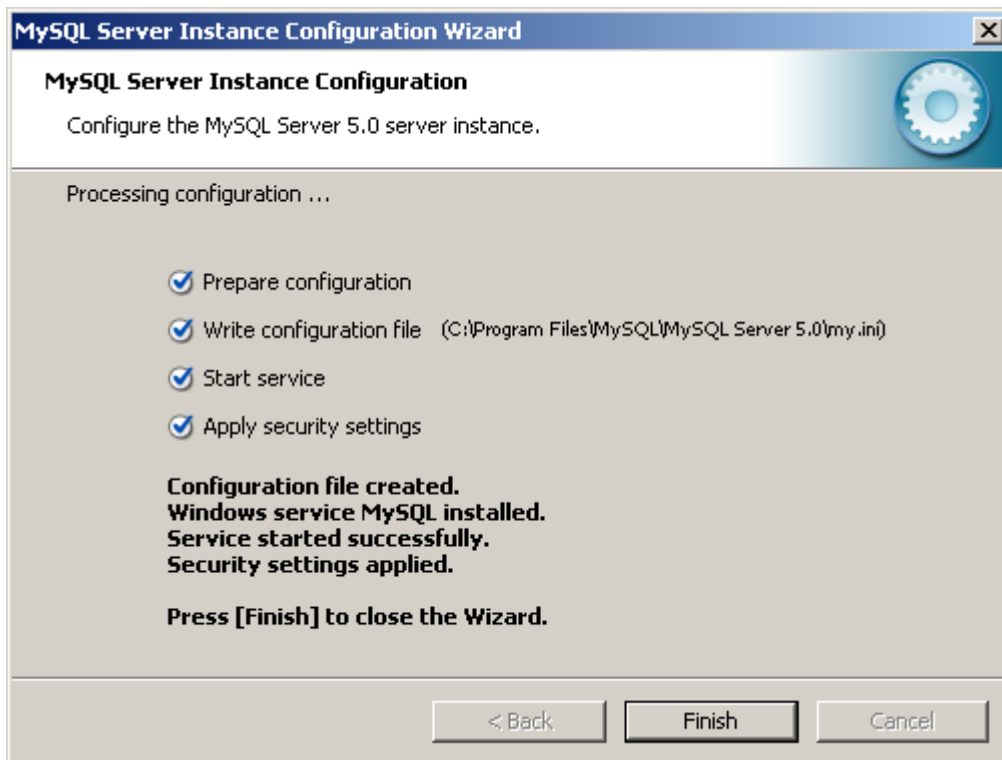 MySQL Server Instance Configuration Wizard
MySQL Server Instance Configuration
Configure the MySQL Server 5.0 server instance.
Processing configuration ...
Prepare configuration
Write configuration file (C:\Program Files\MySQL\MySQL Server 5.0\my.ini)
Start service
Apply security settings
Configuration file created.
Windows service MySQL installed.
Service started successfully.
Security settings applied.
Press [Finish] to close the Wizard.
< Back Finish Cancel